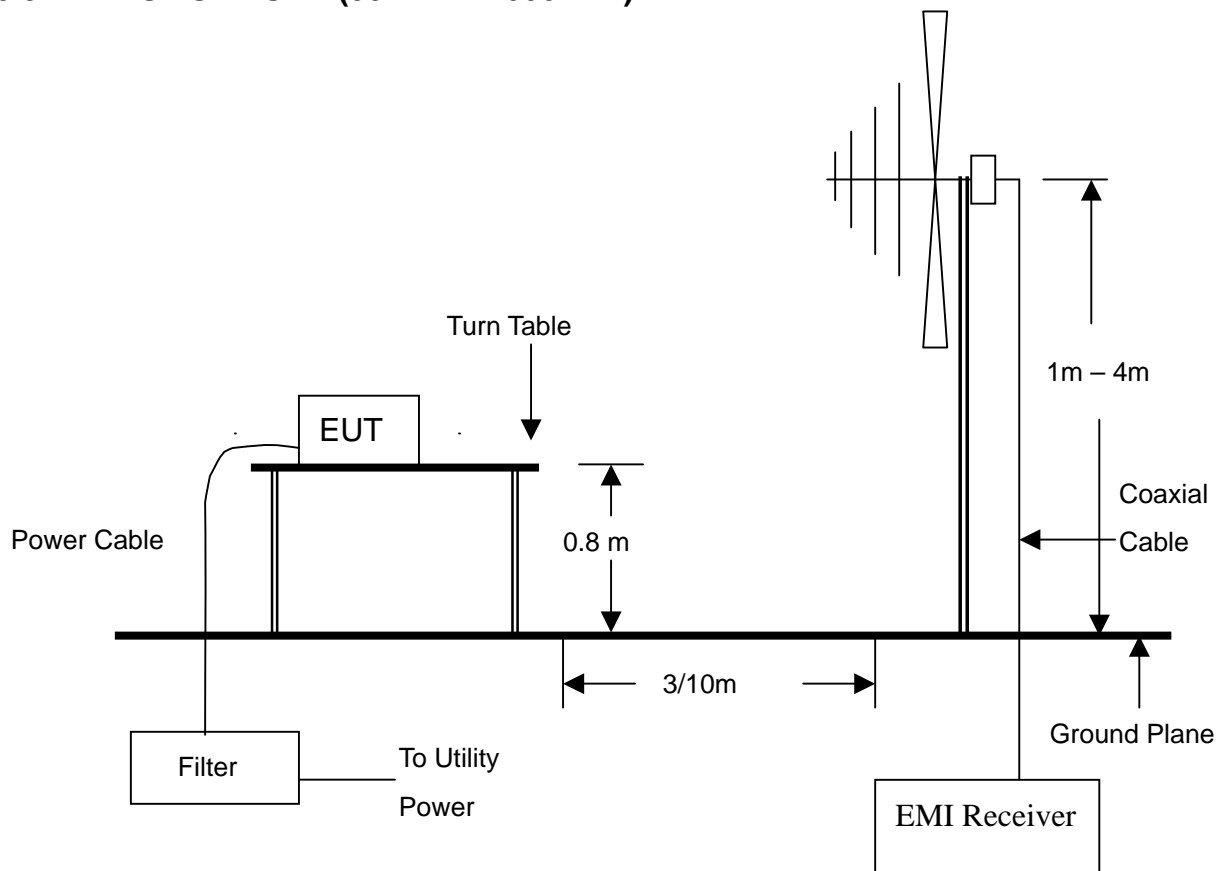 Turn Table
1m – 4m
EUT
Coaxial
Cable
Power Cable
0.8 m
3/10m
Ground Plane
Filter
To Utility
Power
EMI Receiver